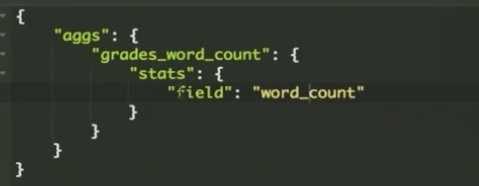 {
"aggs": {
"grades_word_count": {
"stats": {
"field": "word_count"
}
}
}
}